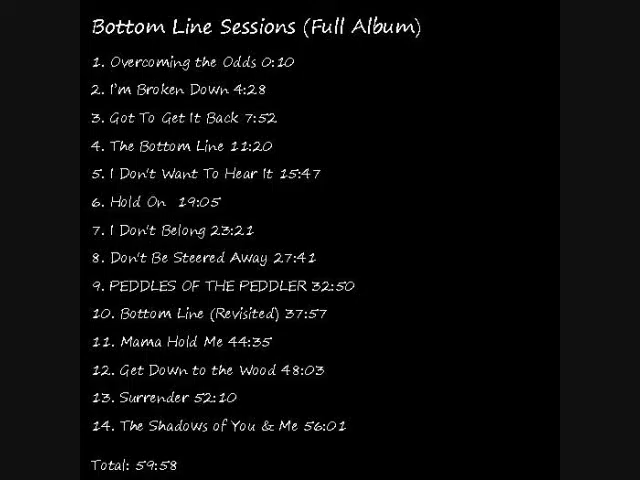 Bottom Line Sessions (Full Album)
1. Overcoming the Odds 0:10
2. I'm Broken Down 4:28
3. Got To Get It Back 7:52
4. The Bottom Line 11:20
5. I Don't Want To Hear It 15:47
6. Hold On 19:05
7. I Don't Belong 23:21
8. Don't Be Steered Away 27:41
9. PEDDLES OF THE PEDDLER 32:50
10. Bottom Line (Revisited) 37:57
11. Mama Hold Me 44:35
12. Get Down to the Wood 48:03
13. Surrender 52:10
14. The Shadows of You & Me 56:01
Total: 59:58